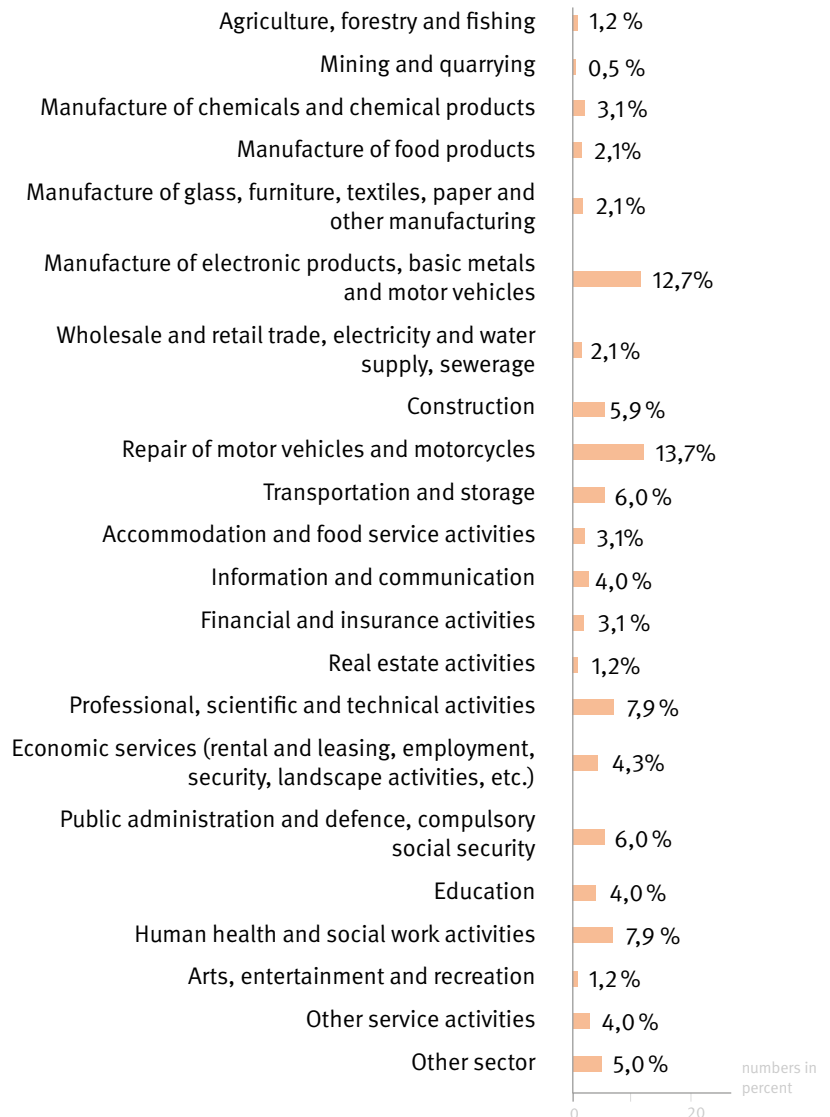 Agriculture, forestry and fishing 1,2 %
Mining and quarrying 0,5 %
Manufacture of chemicals and chemical products 3,1%
Manufacture of food products 2,1%
Manufacture of glass, furniture, textiles, paper and
other manufacturing 2,1%
Manufacture of electronic products, basic metals
and motor vehicles 12,7%
Wholesale and retail trade, electricity and water
supply, sewerage 2,1%
Construction 5,9 %
Repair of motor vehicles and motorcycles 13,7%
Transportation and storage 6,0 %
Accommodation and food service activities 3,1%
Information and communication 4,0 %
Financial and insurance activities 3,1 %
Real estate activities 1,2%
Professional, scientific and technical activities 7,9 %
Economic services (rental and leasing, employment,
security, landscape activities, etc.) 4,3%
Public administration and defence, compulsory
social security 6,0 %
Education 4,0 %
Human health and social work activities 7,9 %
Arts, entertainment and recreation 1,2 %
Other service activities 4,0 %
Other sector 5,0 %
numbers in
percent
0 20